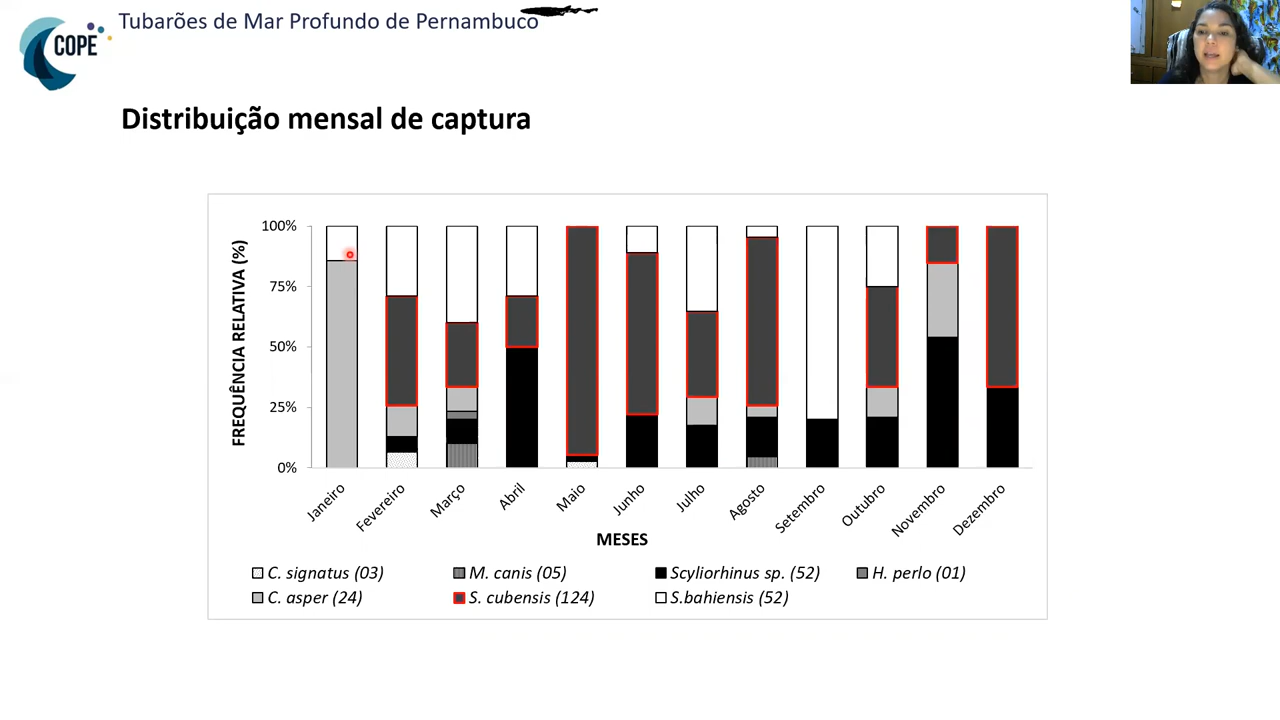 Tubarões de Mar Profundo de Pernambuco
COPE
Distribuição mensal de captura
FREQUÊNCIA RELATIVA (%)
100%
75%
50%
25%
0%
Janeiro
Fevereiro
Março
Abril
Maio
Junho
Julho
Agosto
Setembro
Outubro
Novembro
Dezembro
MESES
C. signatus (03)
M. canis (05)
Scyliorhinus sp. (52)
H. perlo (01)
C. asper (24)
S. cubensis (124)
S.bahiensis (52)